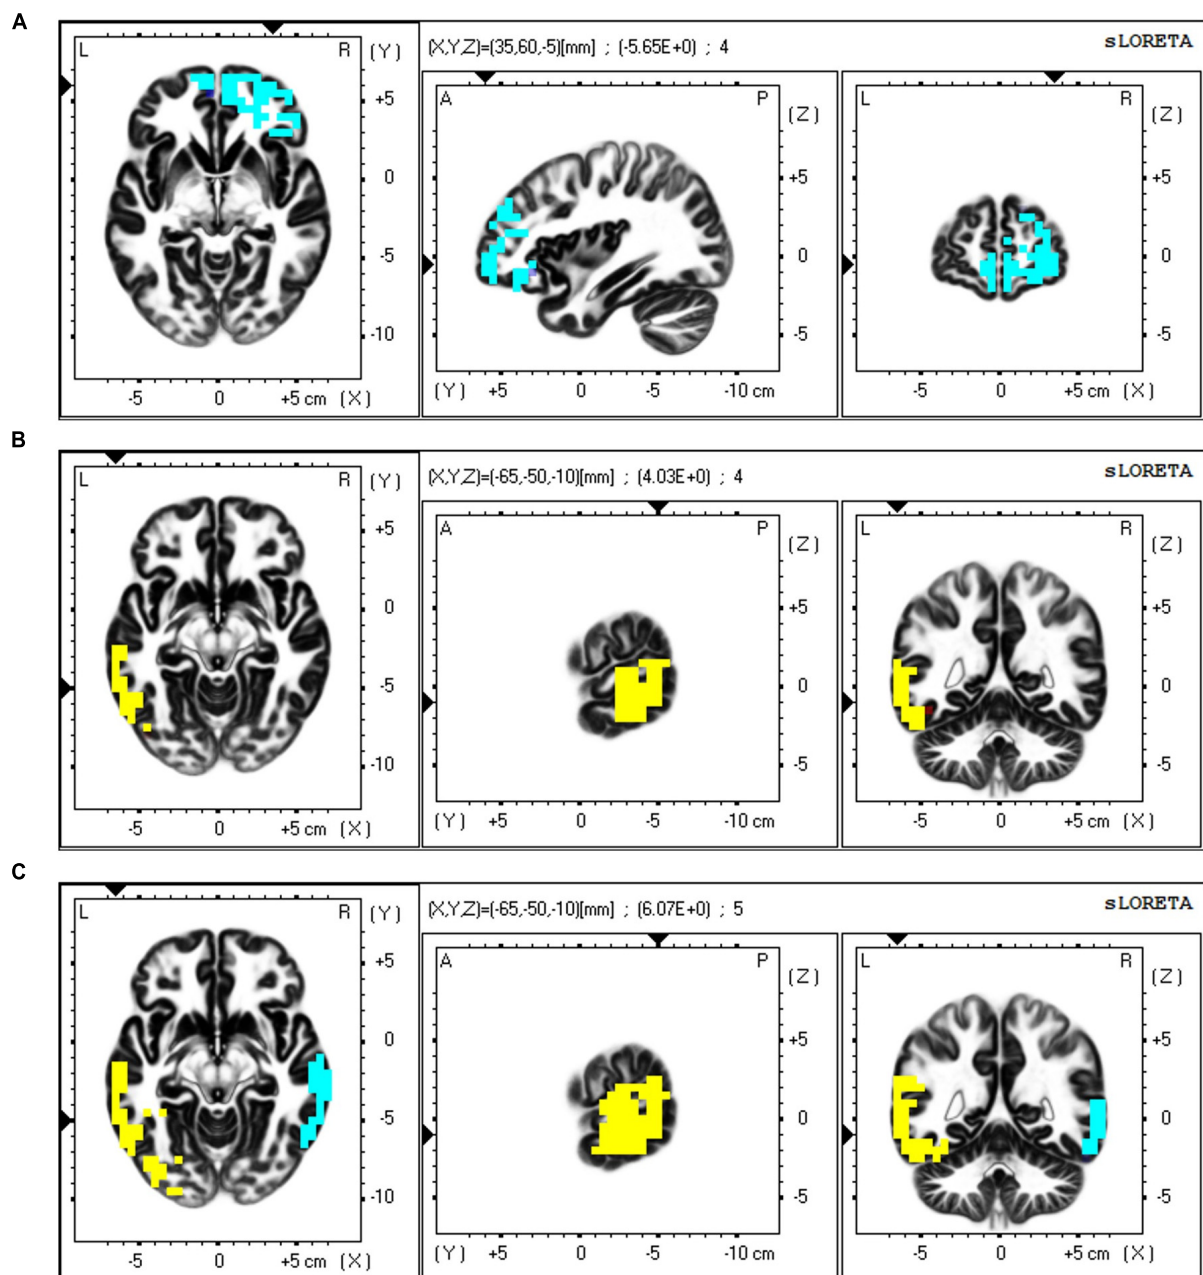 A
L R (Y) (X,Y,Z)=(35,60,-5)[mm] ; (-5.65E+0) ; 4 sLORETA
+5
0
-5
-10
-5 0 +5 cm (X)
A P (Z)
+5
0
-5
(Y) +5 0 -5 -10 cm
L R (Z)
+5
0
-5
-5 0 +5 cm (X)
B
L R (Y) (X,Y,Z)=(-65,-50,-10)[mm] ; (4.03E+0) ; 4 sLORETA
+5
0
-5
-10
-5 0 +5 cm (X)
A P (Z)
+5
0
-5
(Y) +5 0 -5 -10 cm
L R (Z)
+5
0
-5
-5 0 +5 cm (X)
C
L R (Y) (X,Y,Z)=(-65,-50,-10)[mm] ; (6.07E+0) ; 5 sLORETA
+5
0
-5
-10
-5 0 +5 cm (X)
A P (Z)
+5
0
-5
(Y) +5 0 -5 -10 cm
L R (Z)
+5
0
-5
-5 0 +5 cm (X)